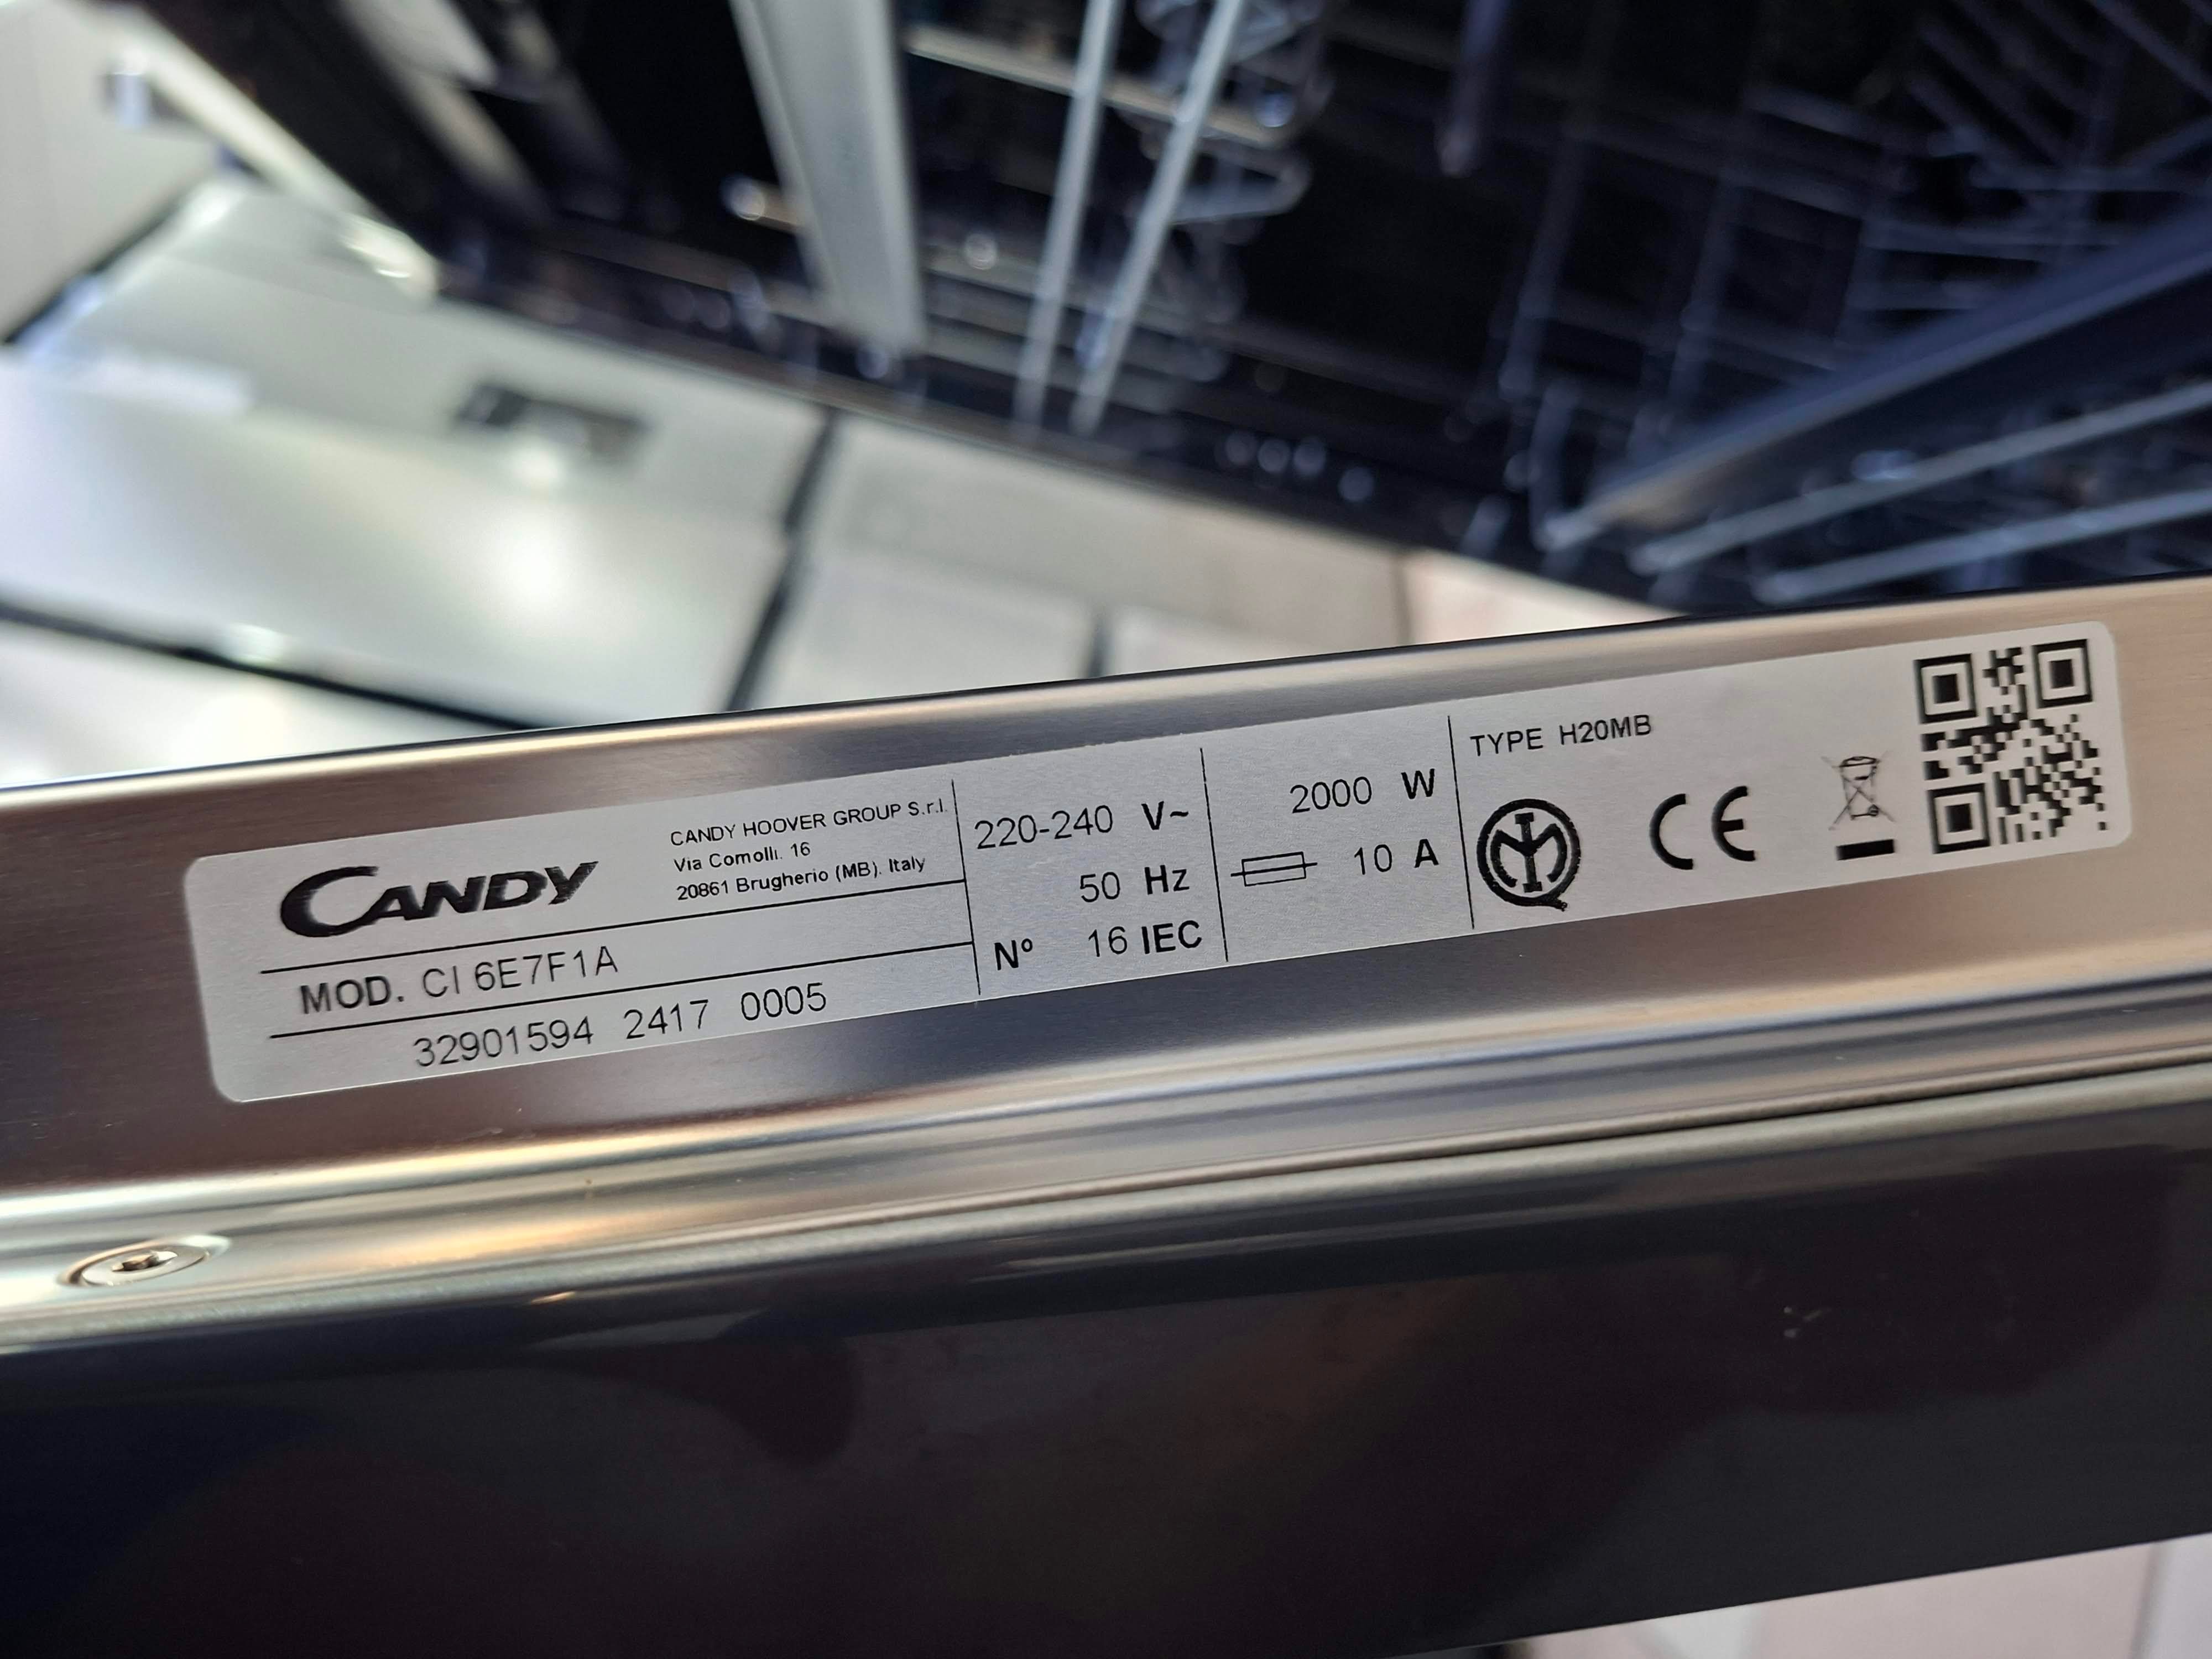 CANDY
CANDY HOOVER GROUP S.r.l.
Via Comolli. 16
20861 Brugherio (MB). Italy
MOD. CI 6E7F1A
32901594 2417 0005
220-240 V~
50 Hz
Nº 16 IEC
2000 W
10 A
TYPE H20MB
CE